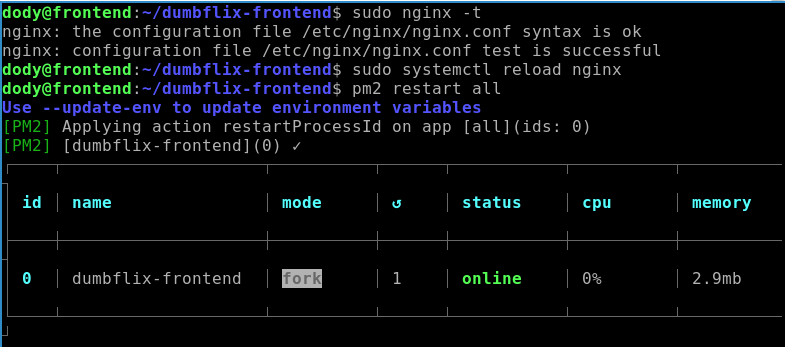 dody@frontend:~/dumbflix-frontend$ sudo nginx -t
nginx: the configuration file /etc/nginx/nginx.conf syntax is ok
nginx: configuration file /etc/nginx/nginx.conf test is successful
dody@frontend:~/dumbflix-frontend$ sudo systemctl reload nginx
dody@frontend:~/dumbflix-frontend$ pm2 restart all
Use --update-env to update environment variables
[PM2] Applying action restartProcessId on app [all](ids: 0)
[PM2] [dumbflix-frontend](0) ✓
id │ name │ mode │ ↺ │ status │ cpu │ memory
0 │ dumbflix-frontend │ fork │ 1 │ online │ 0% │ 2.9mb